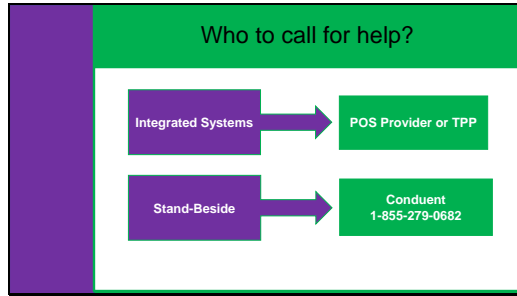 Who to call for help?
Integrated Systems
POS Provider or TPP
Stand-Beside
Conduent
1-855-279-0682